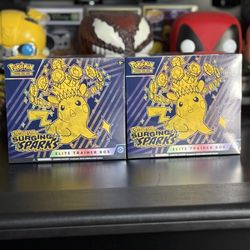 Pokémon
SURGING
SPARKS
ELITE TRAINER BOX
Pokémon
SURGING
SPARKS
ELITE TRAINER BOX